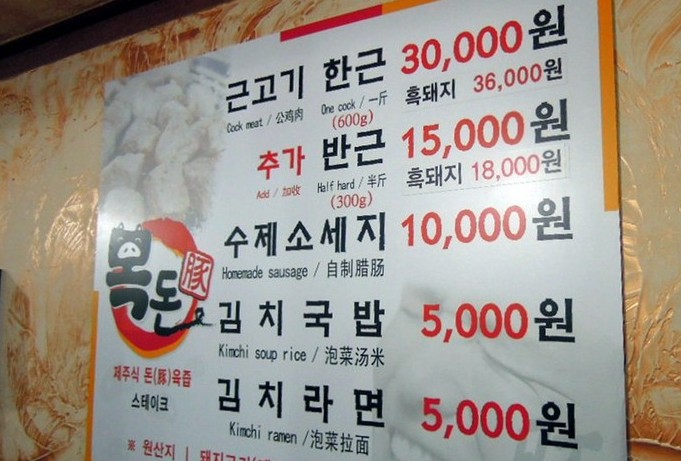 근고기 한근 30,000원
Cock meat / 公鸡肉 One cock / 一斤 흑돼지 36,000원
(600g)
추가 반근 15,000원
Add / 加收 Half hard / 半斤 흑돼지 18,000원
(300g)
수제소세지 10,000원
Homemade sausage / 自制腊肠
복돈 豚
김치국밥 5,000원
Kimchi soup rice / 泡菜汤米
제주식 돈(豚)육즙
스테이크
김치라면 5,000원
Kimchi ramen / 泡菜拉面
※ 원산지 |